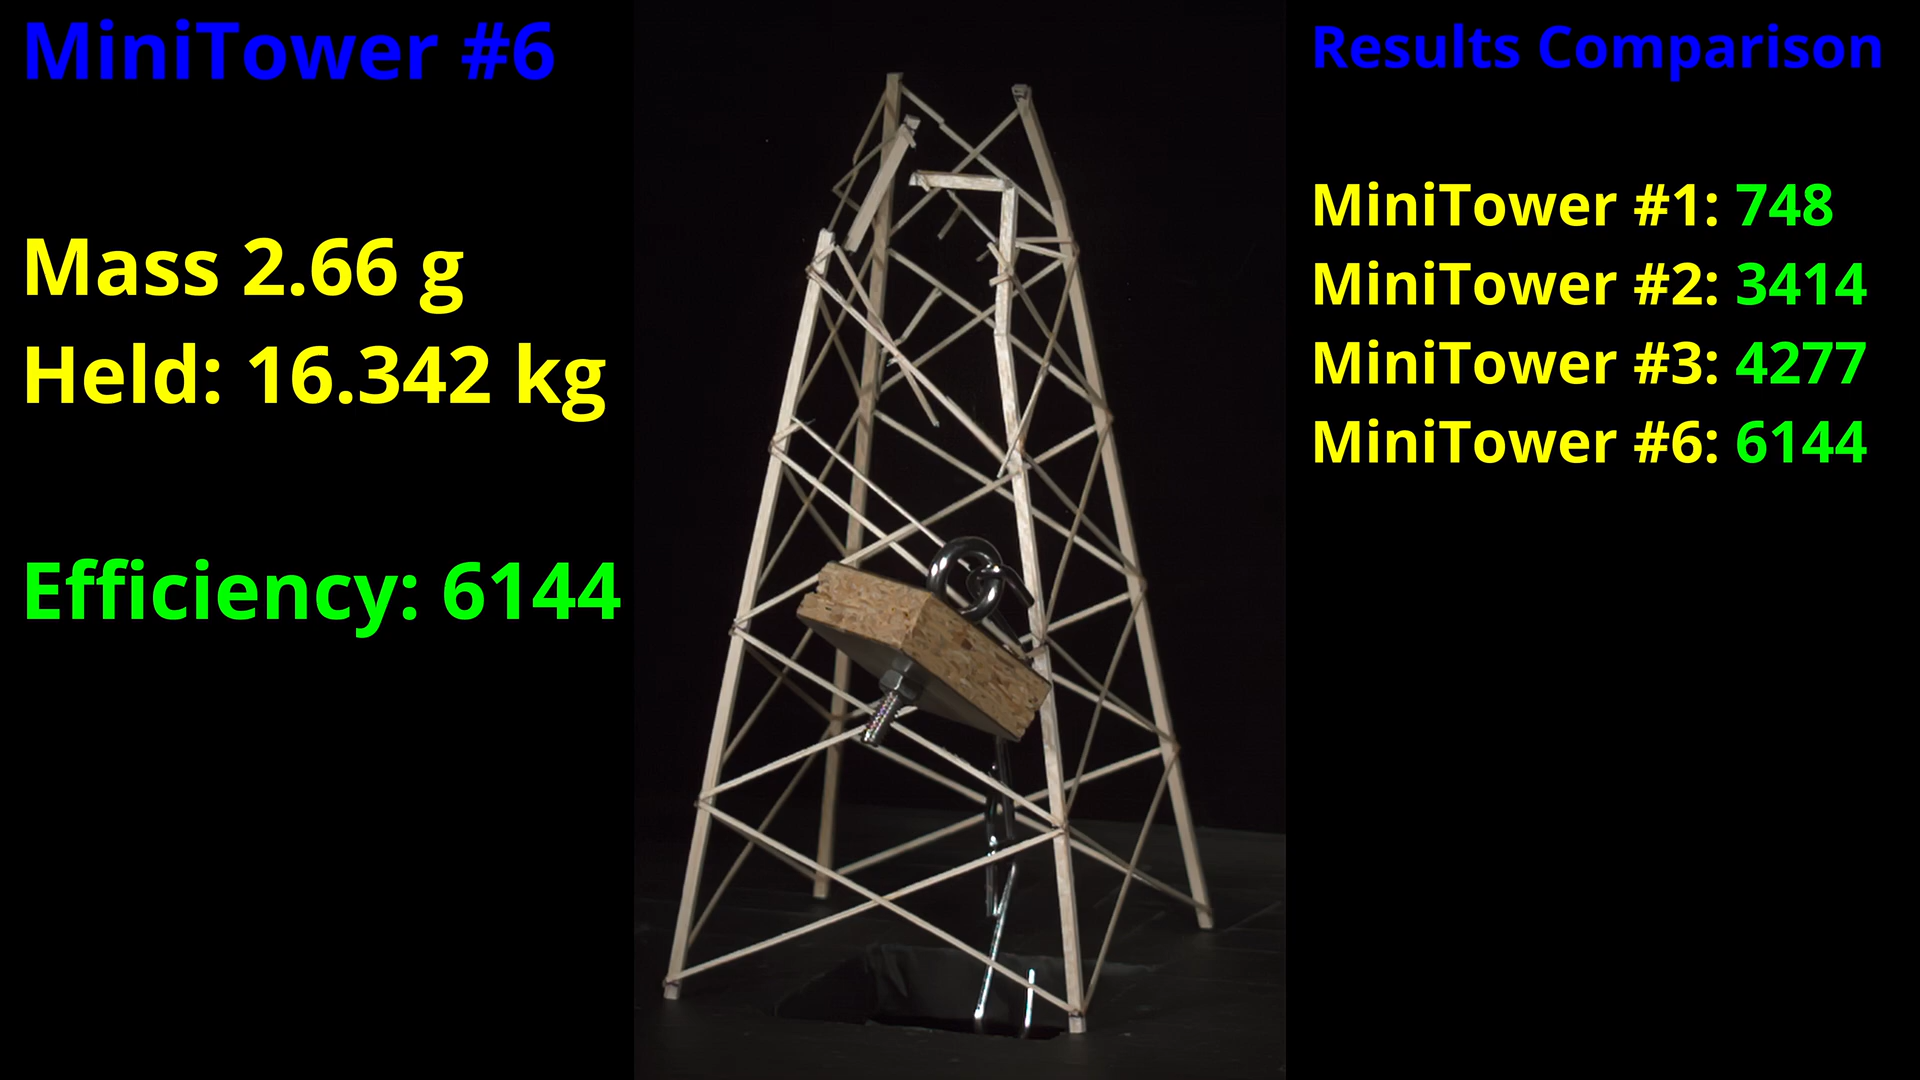 MiniTower #6
Mass 2.66 g
Held: 16.342 kg
Efficiency: 6144
Results Comparison
MiniTower #1: 748
MiniTower #2: 3414
MiniTower #3: 4277
MiniTower #6: 6144